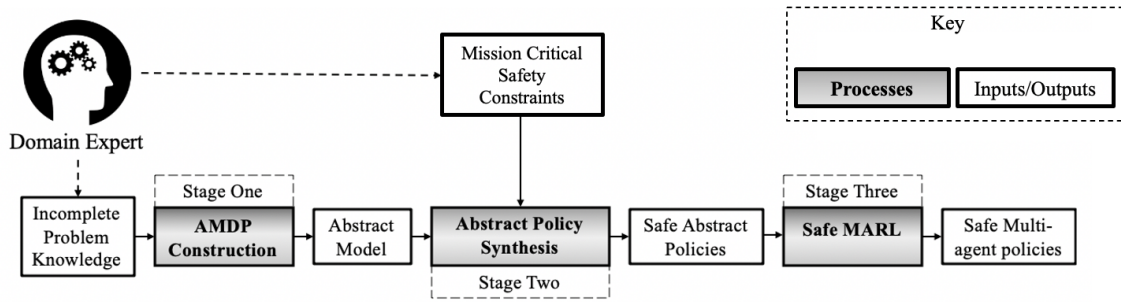 Key
Processes
Inputs/Outputs
Mission Critical
Safety
Constraints
Domain Expert
Stage One
Stage Three
Incomplete
Problem
Knowledge
AMDP
Construction
Abstract
Model
Abstract Policy
Synthesis
Safe Abstract
Policies
Safe MARL
Safe Multi-
agent policies
Stage Two